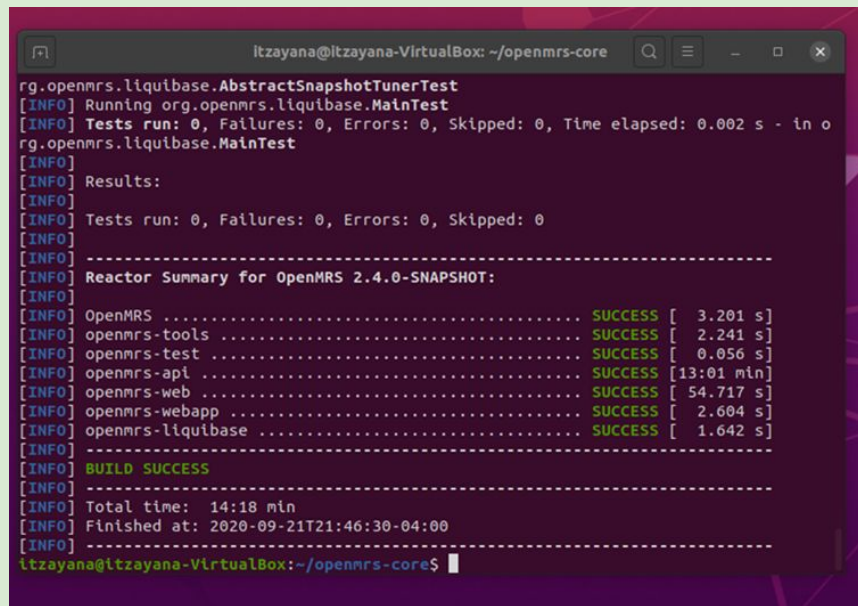 itzayana@itzayana-VirtualBox: ~/openmrs-core
rg.openmrs.liquibase.AbstractSnapshotTunerTest
[INFO] Running org.openmrs.liquibase.MainTest
[INFO] Tests run: 0, Failures: 0, Errors: 0, Skipped: 0, Time elapsed: 0.002 s - in o
rg.openmrs.liquibase.MainTest
[INFO]
[INFO] Results:
[INFO]
[INFO] Tests run: 0, Failures: 0, Errors: 0, Skipped: 0
[INFO]
[INFO] ------------------------------------------------------------------------
[INFO] Reactor Summary for OpenMRS 2.4.0-SNAPSHOT:
[INFO]
[INFO] OpenMRS ............................................ SUCCESS [  3.201 s]
[INFO] openmrs-tools ...................................... SUCCESS [  2.241 s]
[INFO] openmrs-test ....................................... SUCCESS [  0.056 s]
[INFO] openmrs-api ........................................ SUCCESS [13:01 min]
[INFO] openmrs-web ........................................ SUCCESS [ 54.717 s]
[INFO] openmrs-webapp ..................................... SUCCESS [  2.604 s]
[INFO] openmrs-liquibase .................................. SUCCESS [  1.642 s]
[INFO] ------------------------------------------------------------------------
[INFO] BUILD SUCCESS
[INFO] ------------------------------------------------------------------------
[INFO] Total time:  14:18 min
[INFO] Finished at: 2020-09-21T21:46:30-04:00
[INFO] ------------------------------------------------------------------------
itzayana@itzayana-VirtualBox:~/openmrs-core$